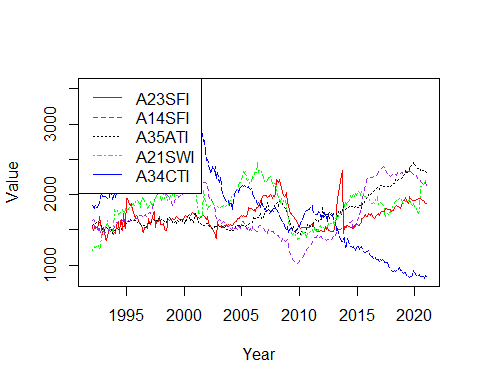 A23SFI
A14SFI
A35ATI
A21SWI
A34CTI
Value
3000
2000
1000
1995
2000
2005
2010
2015
2020
Year